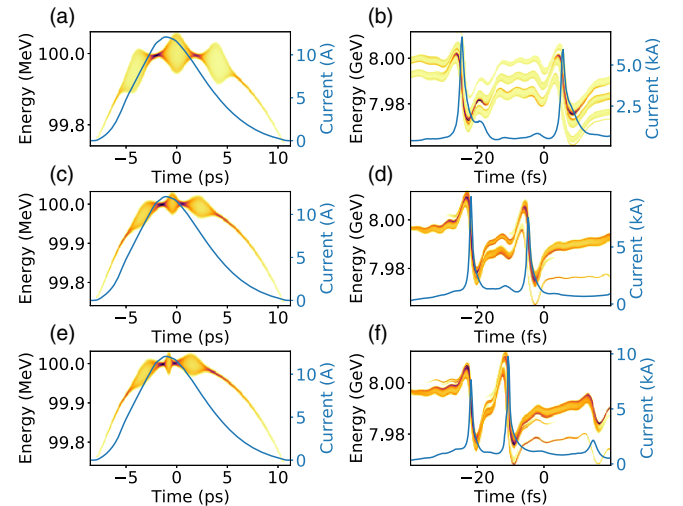 (a)
Energy (MeV)
100.0
99.8
−5 0 5 10
Time (ps)
10
5
0
Current (A)
(b)
Energy (GeV)
8.00
7.98
−20 0
Time (fs)
5.0
2.5
Current (kA)
(c)
Energy (MeV)
100.0
99.9
99.8
−5 0 5 10
Time (ps)
10
5
0
Current (A)
(d)
Energy (GeV)
8.00
7.98
−20 0
Time (fs)
5
0
Current (kA)
(e)
Energy (MeV)
100.0
99.9
99.8
−5 0 5 10
Time (ps)
10
5
0
Current (A)
(f)
Energy (GeV)
8.00
7.98
−20 0
Time (fs)
10
5
0
Current (kA)